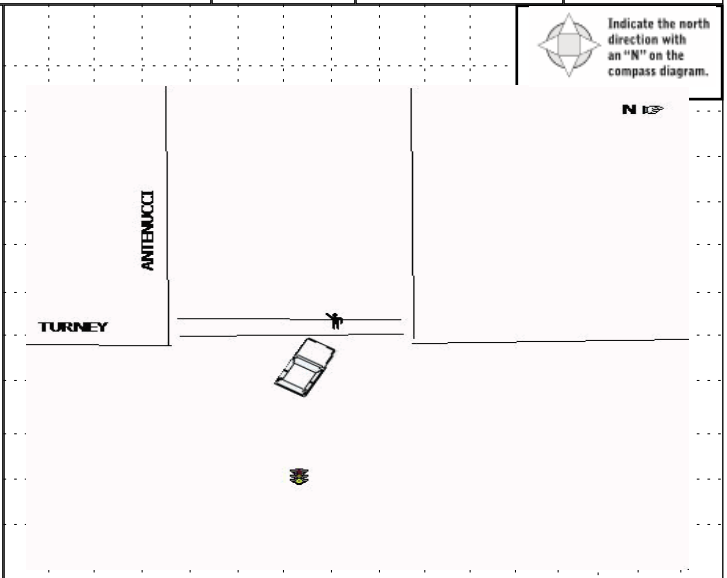 Indicate the north
direction with
an "N" on the
compass diagram.
N
ANTENUCCI
TURNEY